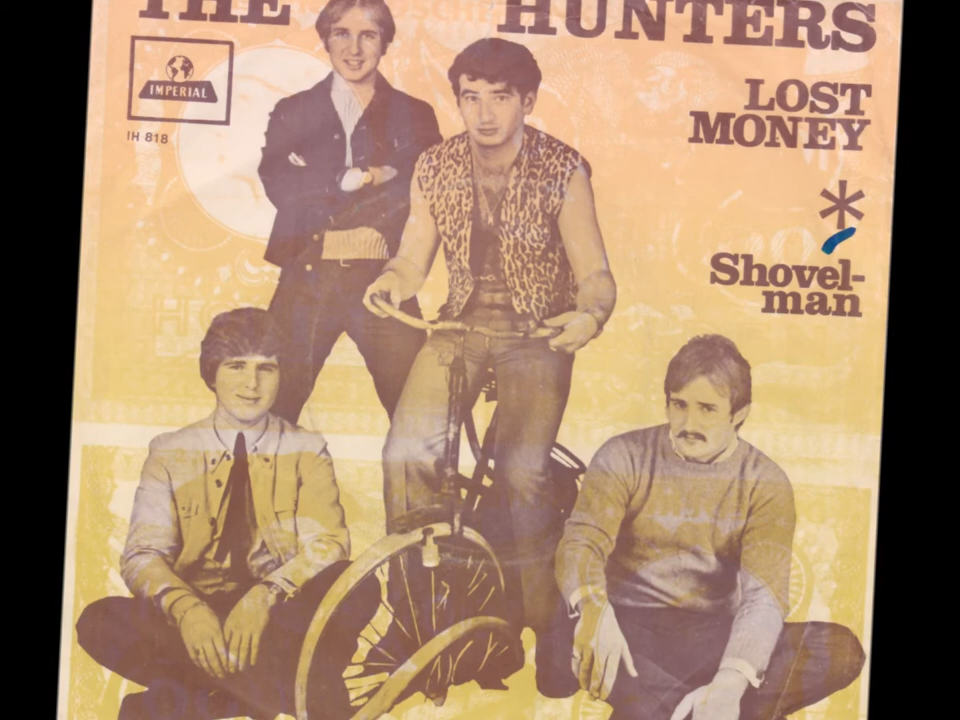 THE HUNTERS
IMPERIAL
IH 818
LOST
MONEY
*
Shovel-
man